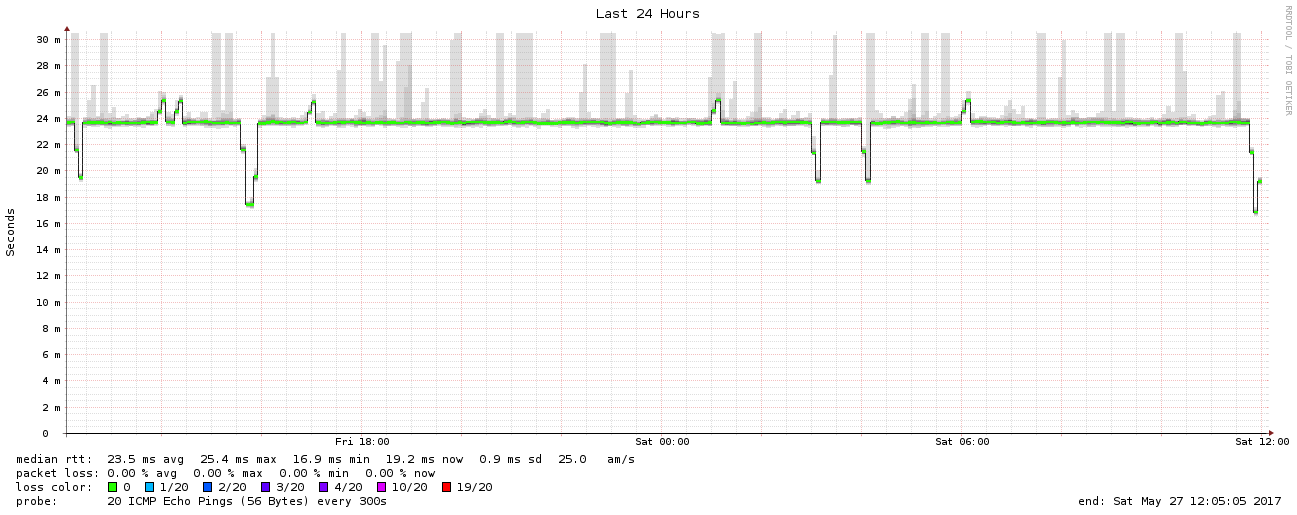 Last 24 Hours
RRDTOOL / TOBI OETIKER
Seconds
30 m
28 m
26 m
24 m
22 m
20 m
18 m
16 m
14 m
12 m
10 m
8 m
6 m
4 m
2 m
0
Fri 18:00 Sat 00:00 Sat 06:00 Sat 12:00
median rtt: 23.5 ms avg 25.4 ms max 16.9 ms min 19.2 ms now 0.9 ms sd 25.0 am/s
packet loss: 0.00 % avg 0.00 % max 0.00 % min 0.00 % now
loss color: 0 1/20 2/20 3/20 4/20 10/20 19/20
probe: 20 ICMP Echo Pings (56 Bytes) every 300s end: Sat May 27 12:05:05 2017